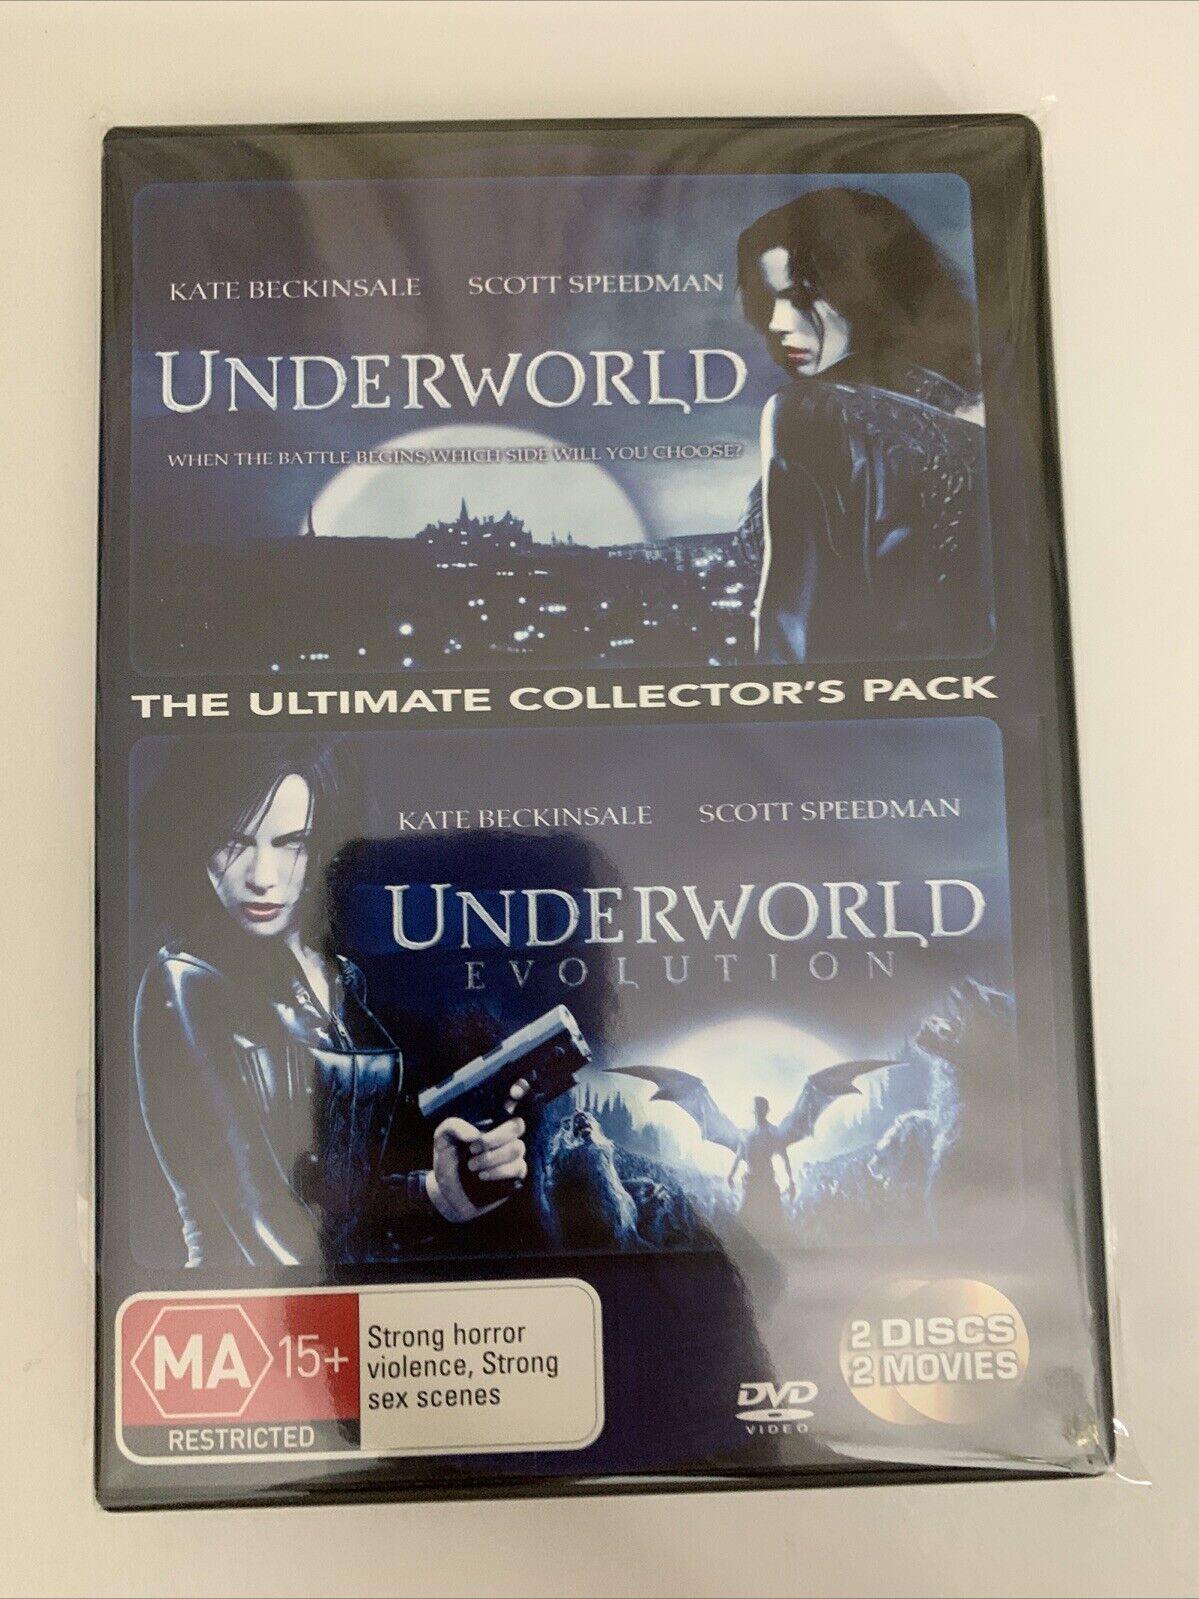 KATE BECKINSALE SCOTT SPEEDMAN
UNDERWORLD
WHEN THE BATTLE BEGINS, WHICH SIDE WILL YOU CHOOSE?
THE ULTIMATE COLLECTOR'S PACK
KATE BECKINSALE SCOTT SPEEDMAN
UNDERWORLD
EVOLUTION
MA 15+
RESTRICTED
Strong horror
violence, Strong
sex scenes
DVD
VIDEO
2 DISCS
2 MOVIES